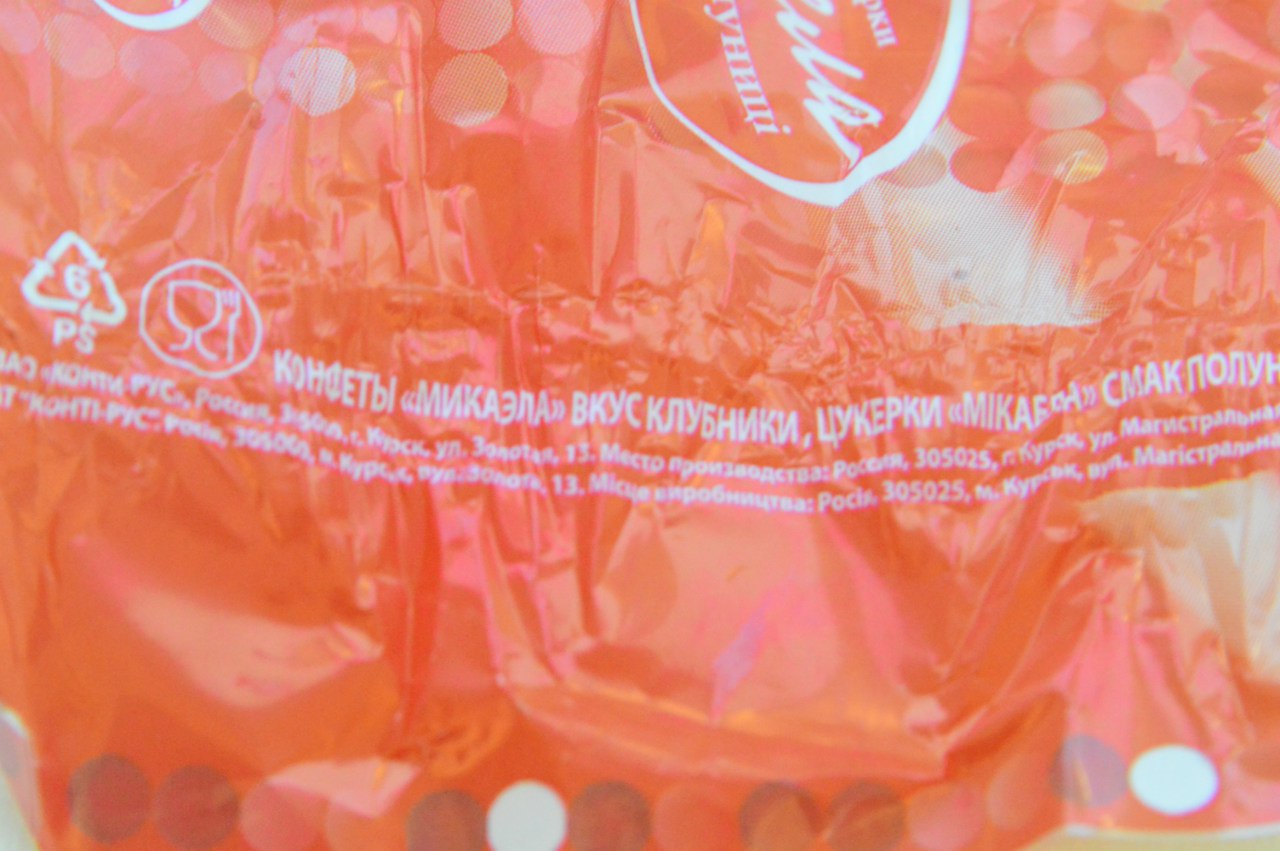 куниці
6
PS
КОНФЕТЫ «МИКАЭЛА» ВКУС КЛУБНИКИ, ЦУКЕРКИ «МІКАЕЛА» СМАК
«КОНТИ-РУС», Россия, г. Курск, ул. Золотая, 13. Место производства: Россия, 305025, г. Курск, ул. Магистральная
"КОНТІ-РУС". Росія, 305000, м. Курськ, вул. Золота, 13. Місце виробництва: Росія, 305025, м. Курськ, вул. Магістральна